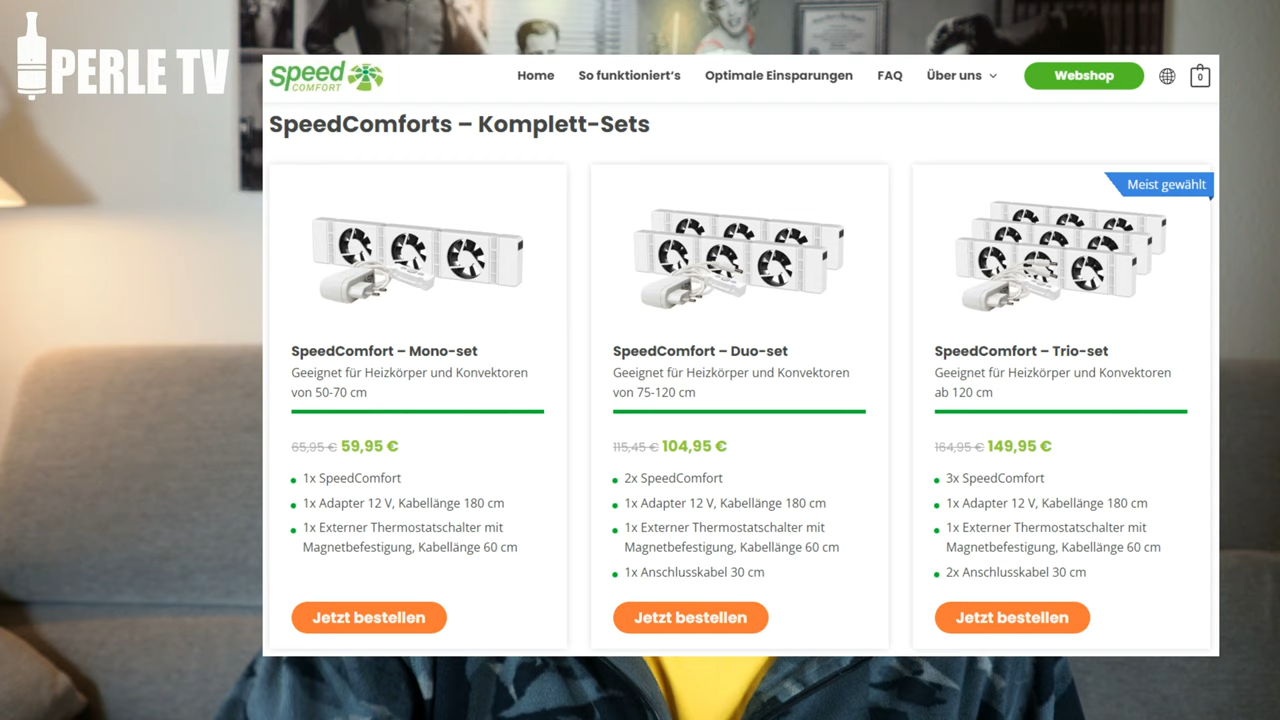 PERLE TV
speed
COMFORT
Home
So funktioniert's
Optimale Einsparungen
FAQ
Über uns
Webshop
0
SpeedComforts – Komplett-Sets
Meist gewählt
SpeedComfort – Mono-set
Geeignet für Heizkörper und Konvektoren
von 50-70 cm
65,95 € 59,95 €
1x SpeedComfort
1x Adapter 12 V, Kabellänge 180 cm
1x Externer Thermostatschalter mit
Magnetbefestigung, Kabellänge 60 cm
Jetzt bestellen
SpeedComfort – Duo-set
Geeignet für Heizkörper und Konvektoren
von 75-120 cm
115,45 € 104,95 €
2x SpeedComfort
1x Adapter 12 V, Kabellänge 180 cm
1x Externer Thermostatschalter mit
Magnetbefestigung, Kabellänge 60 cm
1x Anschlusskabel 30 cm
Jetzt bestellen
SpeedComfort – Trio-set
Geeignet für Heizkörper und Konvektoren
ab 120 cm
164,95 € 149,95 €
3x SpeedComfort
1x Adapter 12 V, Kabellänge 180 cm
1x Externer Thermostatschalter mit
Magnetbefestigung, Kabellänge 60 cm
2x Anschlusskabel 30 cm
Jetzt bestellen